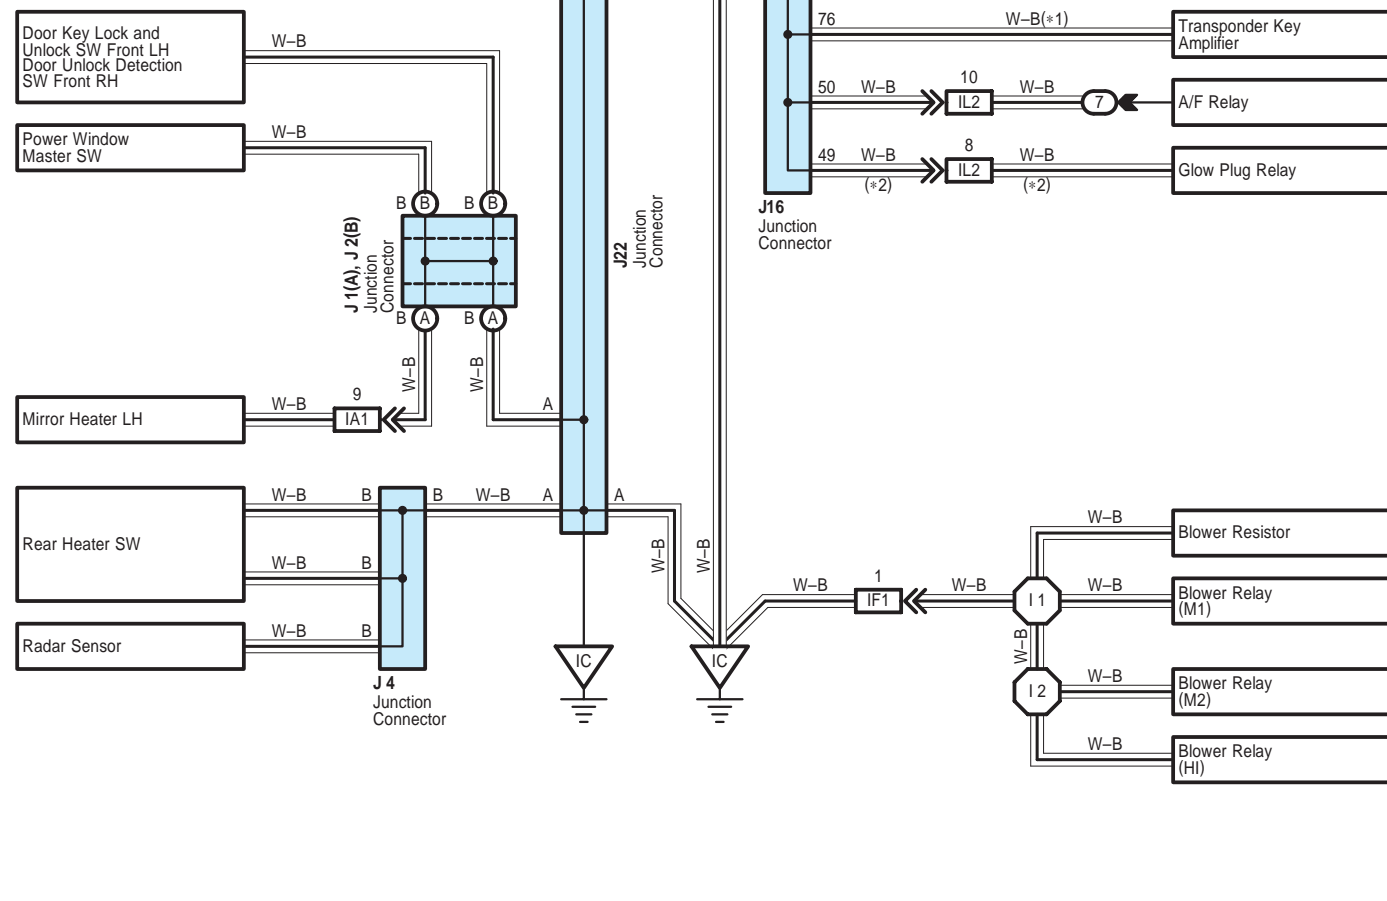 Door Key Lock and
Unlock SW Front LH
Door Unlock Detection
SW Front RH
W–B
Power Window
Master SW
W–B
B B B B
J 1(A), J 2(B)
Junction
Connector
B A B A
W–B
W–B
Mirror Heater LH
W–B
9
IA1
A
J22
Junction
Connector
Rear Heater SW
W–B B
B W–B A
A
W–B B
Radar Sensor
W–B B
J 4
Junction
Connector
W–B
W–B
IC
IC
76 W–B(∗1)
Transponder Key
Amplifier
50 W–B
10
IL2
W–B
7
A/F Relay
49 W–B
(∗2)
8
IL2
W–B
(∗2)
Glow Plug Relay
J16
Junction
Connector
W–B
Blower Resistor
W–B
1
IF1
W–B
I 1
W–B
Blower Relay
(M1)
W–B
I 2
W–B
Blower Relay
(M2)
W–B
Blower Relay
(HI)